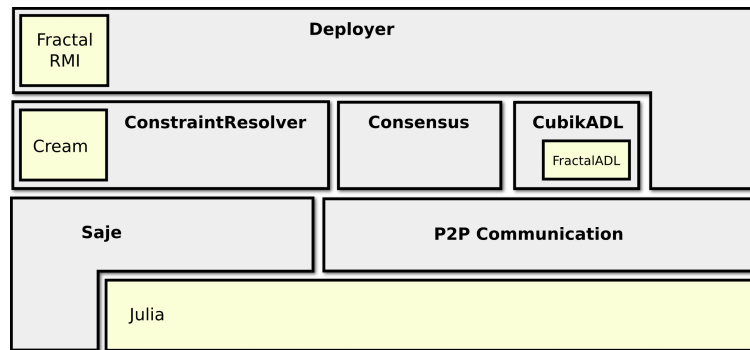 Deployer
Fractal
RMI
Cream
ConstraintResolver
Consensus
CubikADL
FractalADL
Saje
P2P Communication
Julia